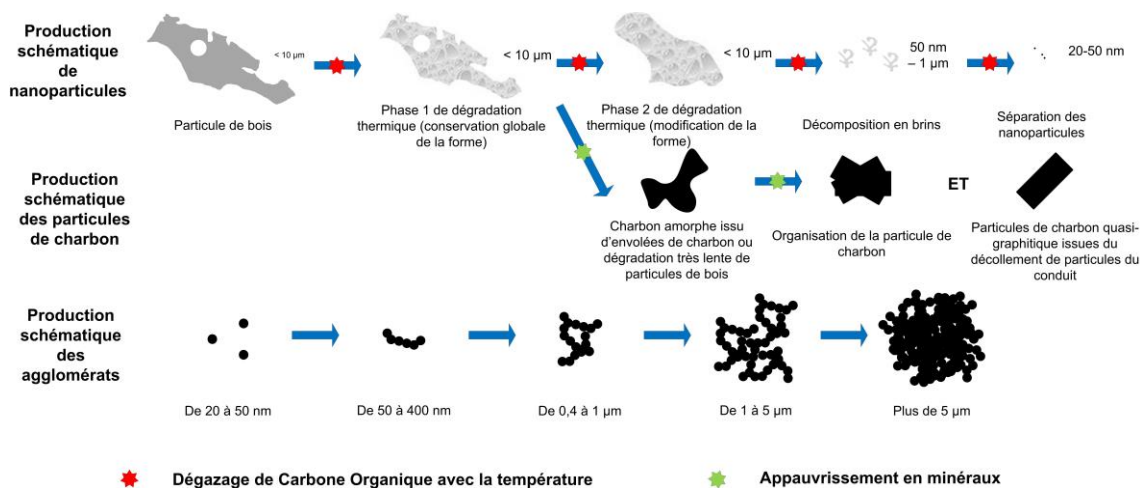 Production
schématique
de
nanoparticules
< 10 µm
< 10 µm
< 10 µm
50 nm
– 1 µm
20-50 nm
Particule de bois
Phase 1 de dégradation
thermique (conservation globale
de la forme)
Phase 2 de dégradation
thermique (modification de la
forme)
Décomposition en brins
Séparation des
nanoparticules
Production
schématique
des particules
de charbon
ET
Charbon amorphe issu
d'envolées de charbon ou
dégradation très lente de
particules de bois
Organisation de la particule de
charbon
Particules de charbon quasi-
graphitique issues du
décollement de particules du
conduit
Production
schématique
des
agglomérats
De 20 à 50 nm
De 50 à 400 nm
De 0,4 à 1 µm
De 1 à 5 µm
Plus de 5 µm
Dégazage de Carbone Organique avec la température
Appauvrissement en minéraux